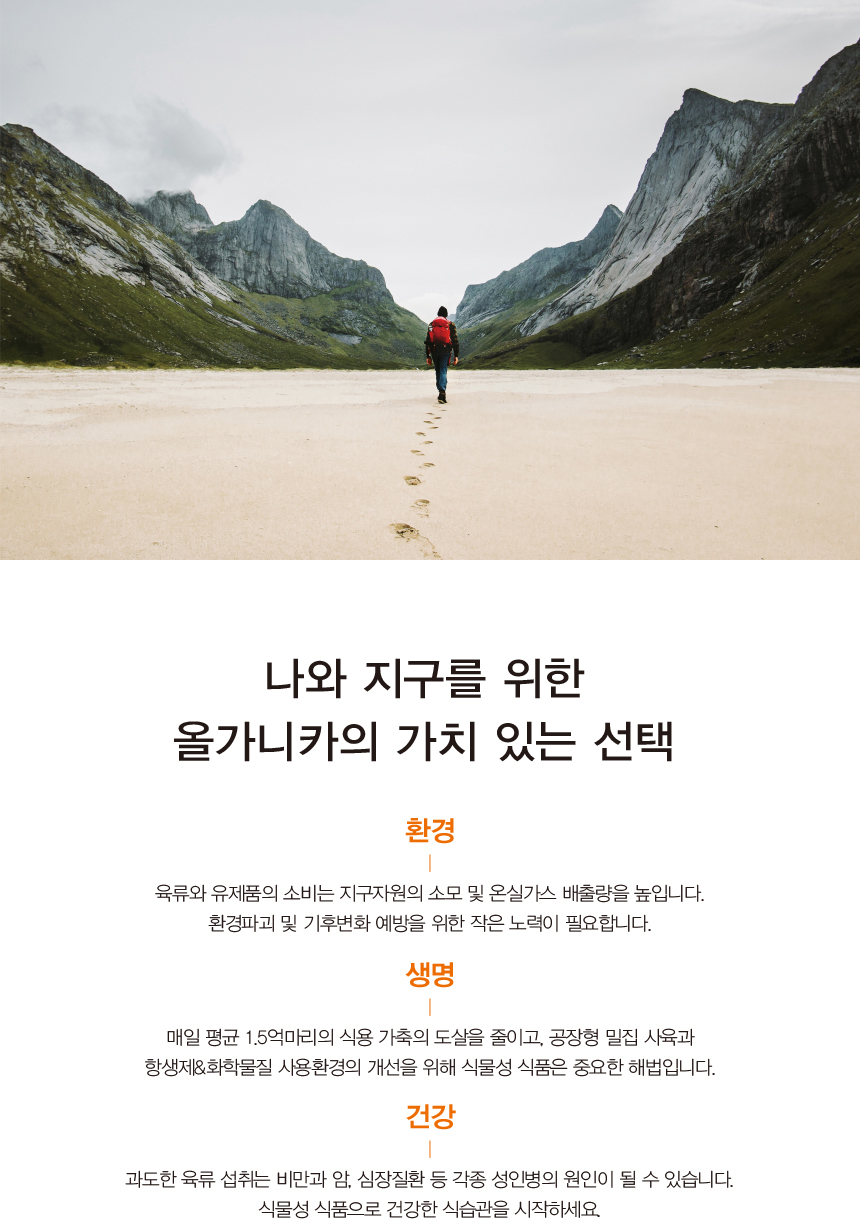 나와 지구를 위한
올가니카의 가치 있는 선택
환경
육류와 유제품의 소비는 지구자원의 소모 및 온실가스 배출량을 높입니다.
환경파괴 및 기후변화 예방을 위한 작은 노력이 필요합니다.
생명
매일 평균 1.5억마리의 식용 가축의 도살을 줄이고, 공장형 밀집 사육과
항생제&화학물질 사용환경의 개선을 위해 식물성 식품은 중요한 해법입니다.
건강
과도한 육류 섭취는 비만과 암, 심장질환 등 각종 성인병의 원인이 될 수 있습니다.
식물성 식품으로 건강한 식습관을 시작하세요.